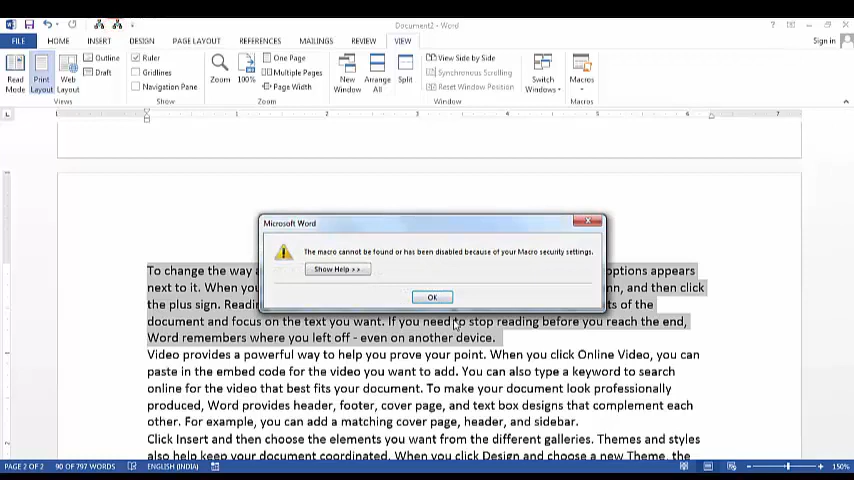 Document2 - Word
Sign in
FILE HOME INSERT DESIGN PAGE LAYOUT REFERENCES MAILINGS REVIEW VIEW
Read Mode
Print Layout
Web Layout
Outline
Draft
Views
Ruler
Gridlines
Navigation Pane
Show
Zoom
100%
One Page
Multiple Pages
Page Width
Zoom
New Window
Arrange All
Split
View Side by Side
Synchronous Scrolling
Reset Window Position
Window
Switch Windows
Macros
Macros
1 1 2 3 4 5 6 7
Microsoft Word
The macro cannot be found or has been disabled because of your Macro security settings.
Show Help >>
OK
To change the way options appears
next to it. When you and then click
the plus sign. Readin ts of the
document and focus on the text you want. If you need to stop reading before you reach the end,
Word remembers where you left off - even on another device.
Video provides a powerful way to help you prove your point. When you click Online Video, you can
paste in the embed code for the video you want to add. You can also type a keyword to search
online for the video that best fits your document. To make your document look professionally
produced, Word provides header, footer, cover page, and text box designs that complement each
other. For example, you can add a matching cover page, header, and sidebar.
Click Insert and then choose the elements you want from the different galleries. Themes and styles
also help keep your document coordinated. When you click Design and choose a new Theme, the
PAGE 2 OF 2 90 OF 797 WORDS ENGLISH (INDIA) 150%